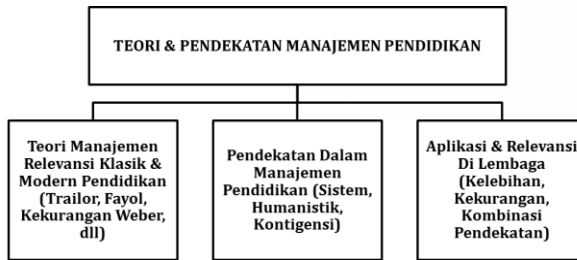 TEORI & PENDEKATAN MANAJEMEN PENDIDIKAN
Teori Manajemen
Relevansi Klasik &
Modern Pendidikan
(Trailor, Fayol,
Kekurangan Weber,
dll)
Pendekatan Dalam
Manajemen
Pendidikan (Sistem,
Humanistik,
Kontigensi)
Aplikasi & Relevansi
Di Lembaga
(Kelebihan,
Kekurangan,
Kombinasi
Pendekatan)